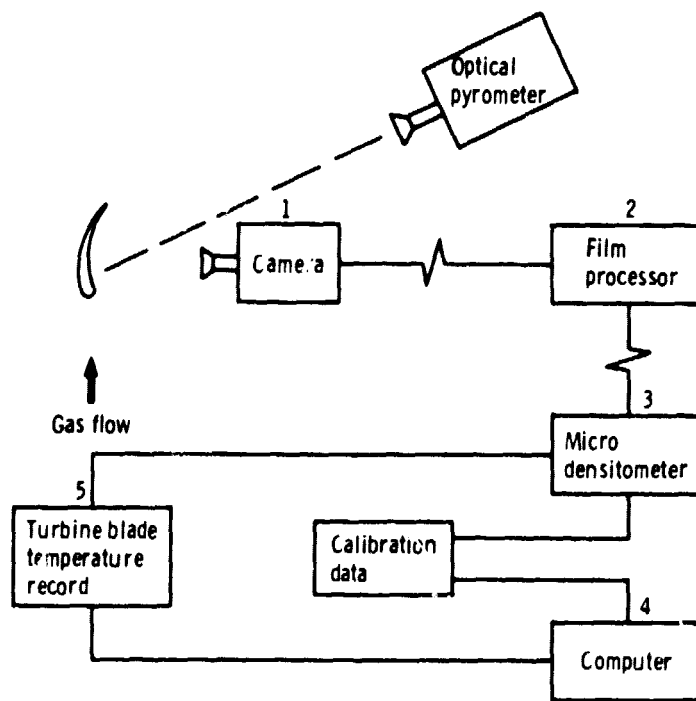 Optical
pyrometer
1
Camera
2
Film
processor
3
Micro
densitometer
Gas flow
5
Turbine blade
temperature
record
Calibration
data
4
Computer